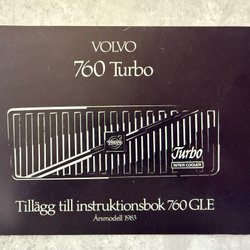 VOLVO
760 Turbo
VOLVO
Turbo
INTER COOLER
Tillägg till instruktionsbok 760 GLE
Årsmodell 1983